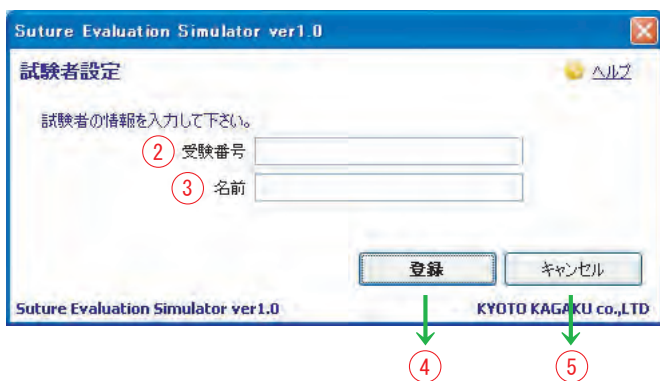 Suture Evaluation Simulator ver1.0
試験者設定
ヘルプ
試験者の情報を入力して下さい。
② 受験番号
③ 名前
登録
キャンセル
Suture Evaluation Simulator ver1.0
KYOTO KAGAKU co.,LTD
④
⑤